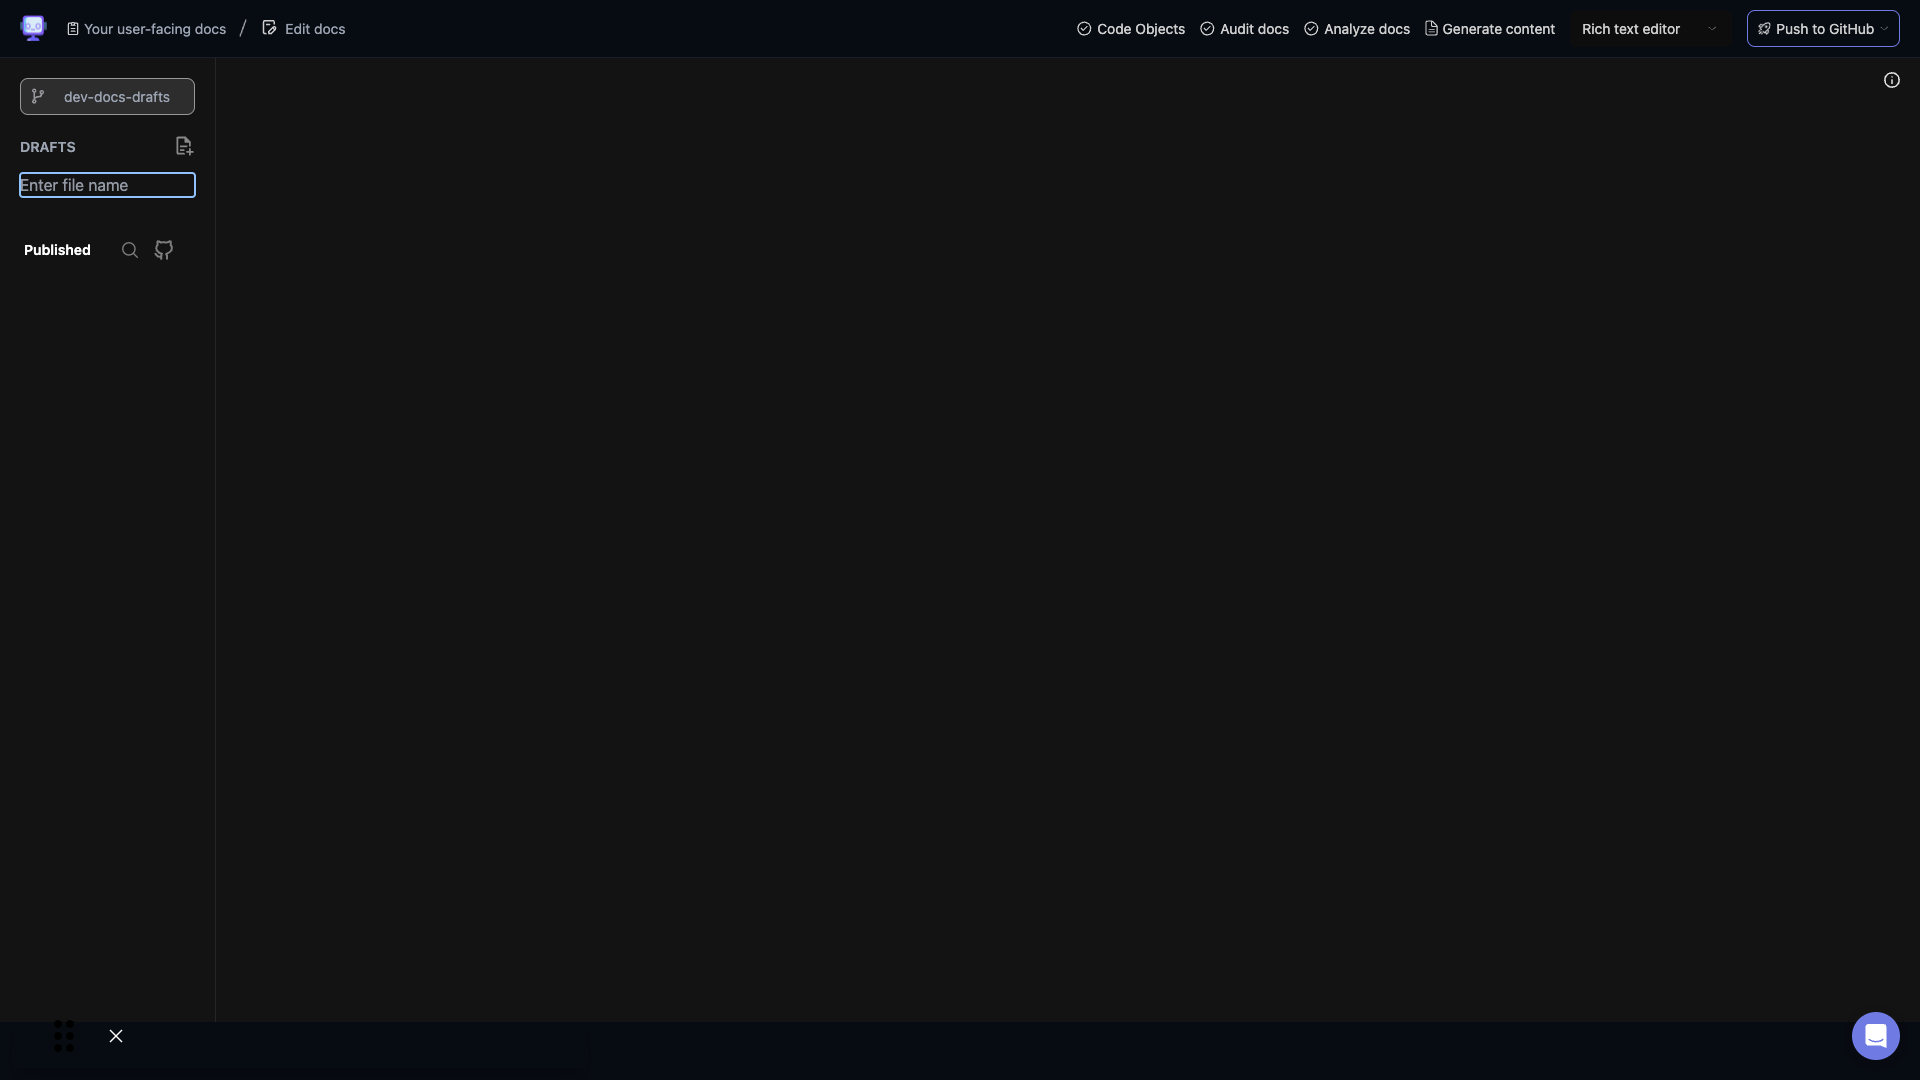 Your user-facing docs / Edit docs
Code Objects Audit docs Analyze docs Generate content Rich text editor Push to GitHub
dev-docs-drafts
DRAFTS
Enter file name
Published